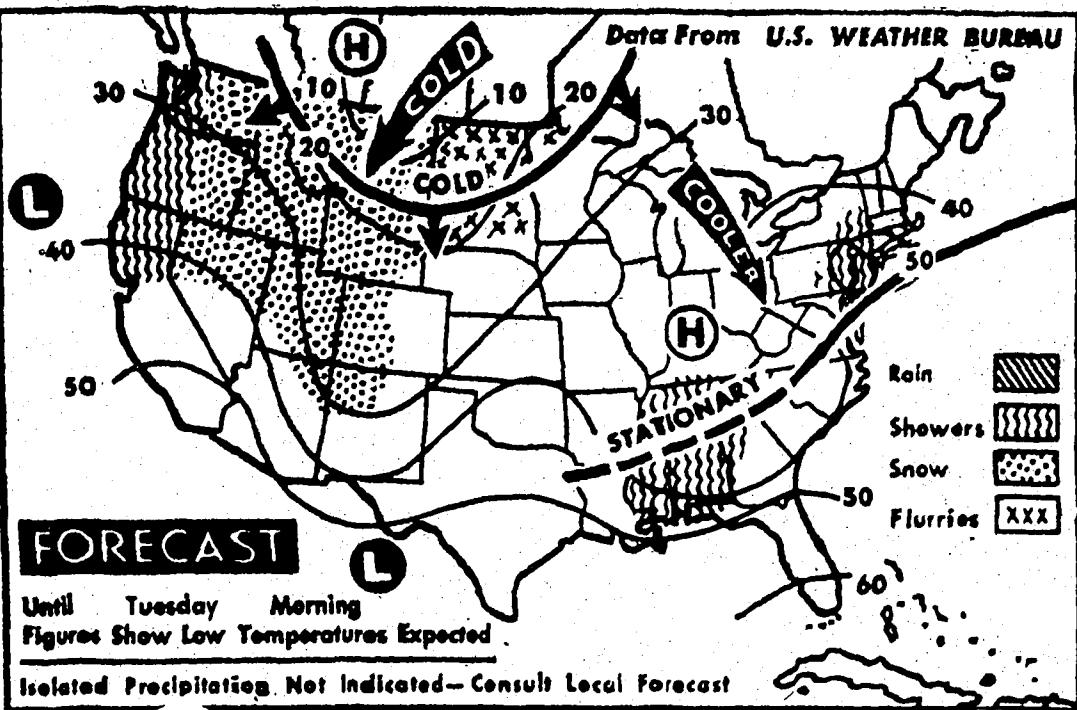 Data From U.S. WEATHER BUREAU
H
COLD
30
10
10
20
30
20
COLD
L
COOLER
40
40
50
H
50
STATIONARY
Rain
Showers
Snow
50
Flurries
XXX
FORECAST
L
60
Until Tuesday Morning
Figures Show Low Temperatures Expected
Isolated Precipitation Not Indicated—Consult Local Forecast